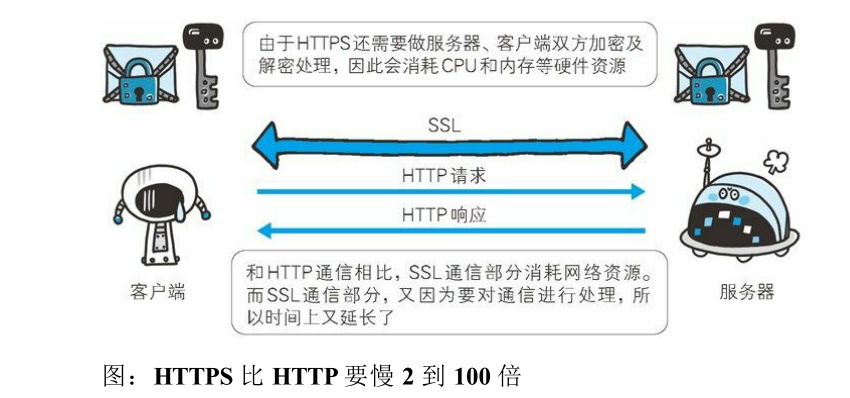 由于HTTPS还需要做服务器、客户端双方加密及
解密处理，因此会消耗CPU和内存等硬件资源
SSL
HTTP请求
HTTP响应
客户端
服务器
和HTTP通信相比，SSL通信部分消耗网络资源。
而SSL通信部分，又因为要对通信进行处理，所
以时间上又延长了
图：HTTPS 比 HTTP 要慢 2 到 100 倍